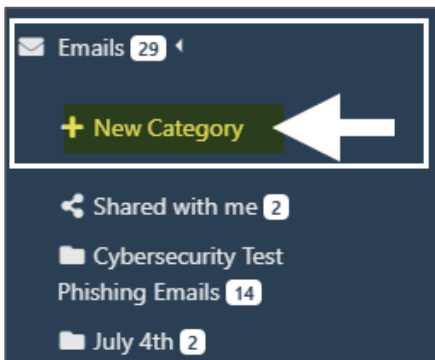 Emails 29
+ New Category
Shared with me 2
Cybersecurity Test
Phishing Emails 14
July 4th 2